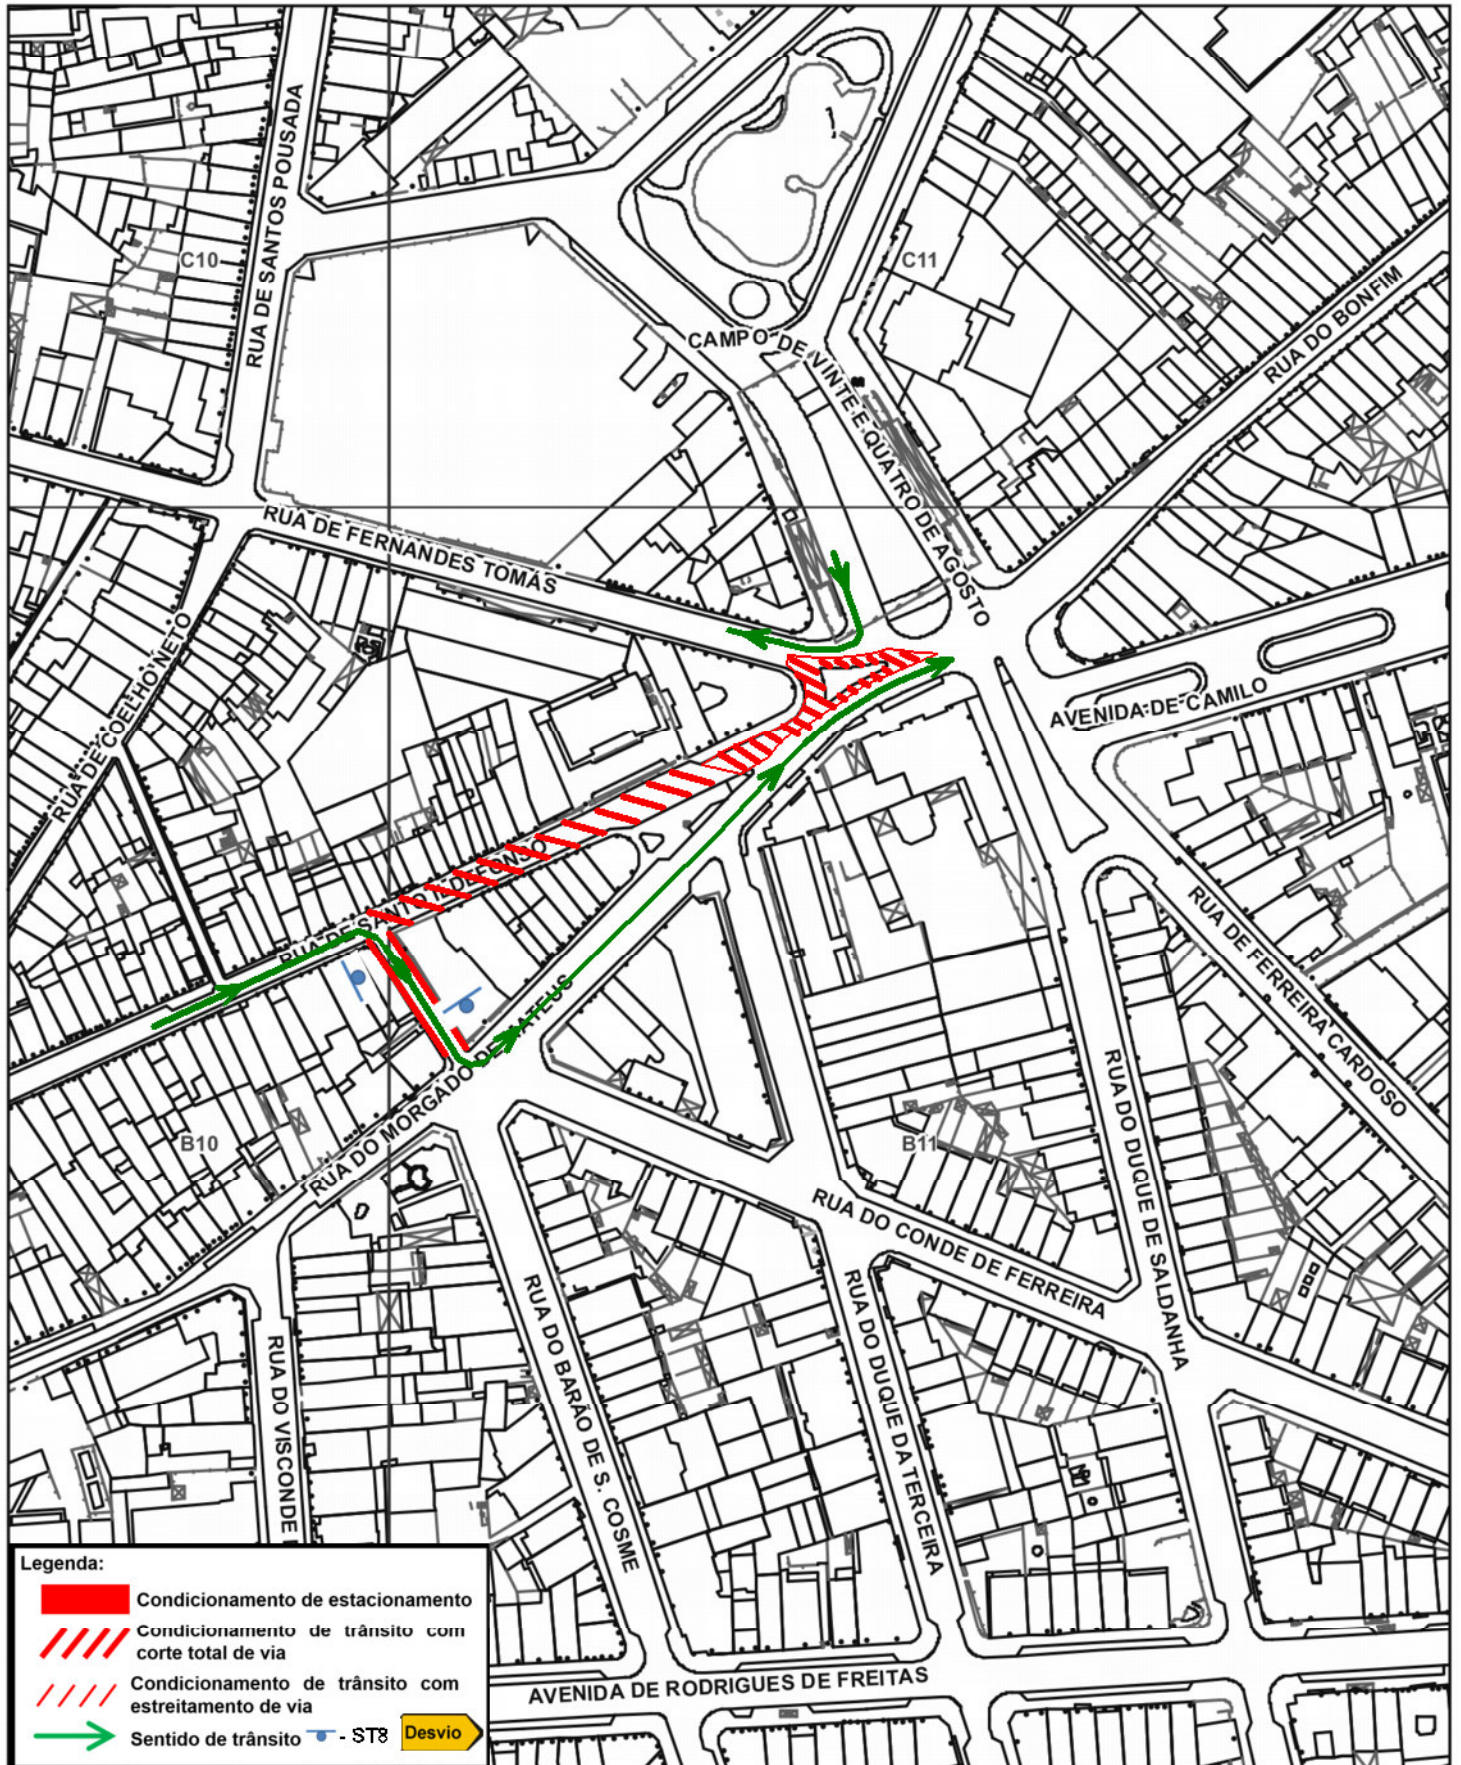 RUA DE SANTOS POUSADA
C10
C11
CAMPO DE VINTE E QUATRO DE AGOSTO
RUA DO BONFIM
RUA DE FERNANDES TOMÁS
RUA DE COELHO NETO
AVENIDA DE CAMILO
RUA DE SANTO ILDEFONSO
RUA DE FERREIRA CARDOSO
RUA DO MORGADO DE MATEUS
B10
B11
RUA DO DUQUE DE SALDANHA
RUA DO CONDE DE FERREIRA
RUA DO BARÃO DE S. COSME
RUA DO DUQUE DA TERCEIRA
RUA DO VISCONDE
AVENIDA DE RODRIGUES DE FREITAS
Legenda:
Condicionamento de estacionamento
Condicionamento de trânsito com
corte total de via
Condicionamento de trânsito com
estreitamento de via
Sentido de trânsito - ST8 Desvio